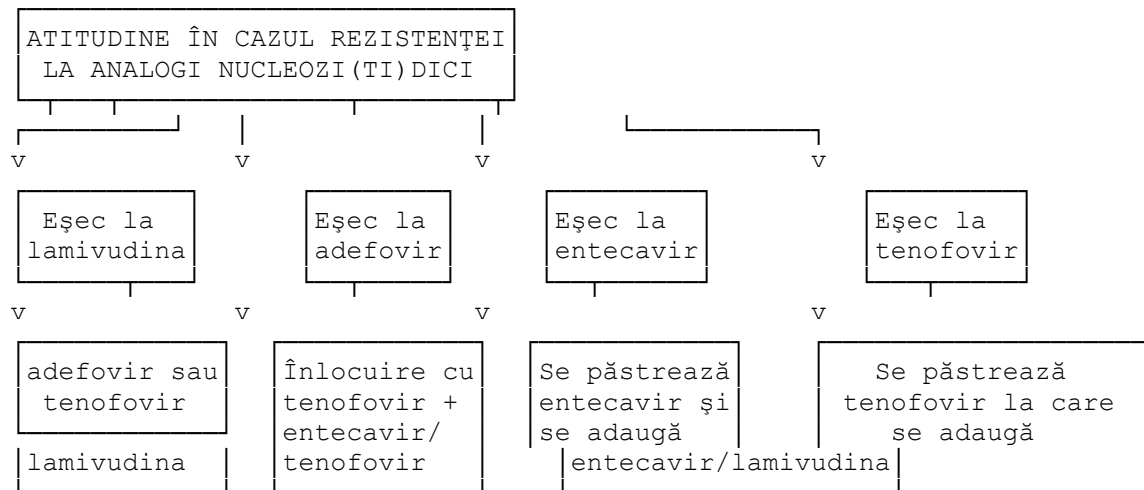 ATITUDINE ÎN CAZUL REZISTENŢEI
LA ANALOGI NUCLEOZI(TI)DICI
v v v v
Eşec la
lamivudina
Eşec la
adefovir
Eşec la
entecavir
Eşec la
tenofovir
v v v v
adefovir sau
tenofovir
lamivudina
Înlocuire cu
tenofovir +
entecavir/
tenofovir
Se păstrează
entecavir şi
se adaugă
Se păstrează
tenofovir la care
se adaugă
entecavir/lamivudina